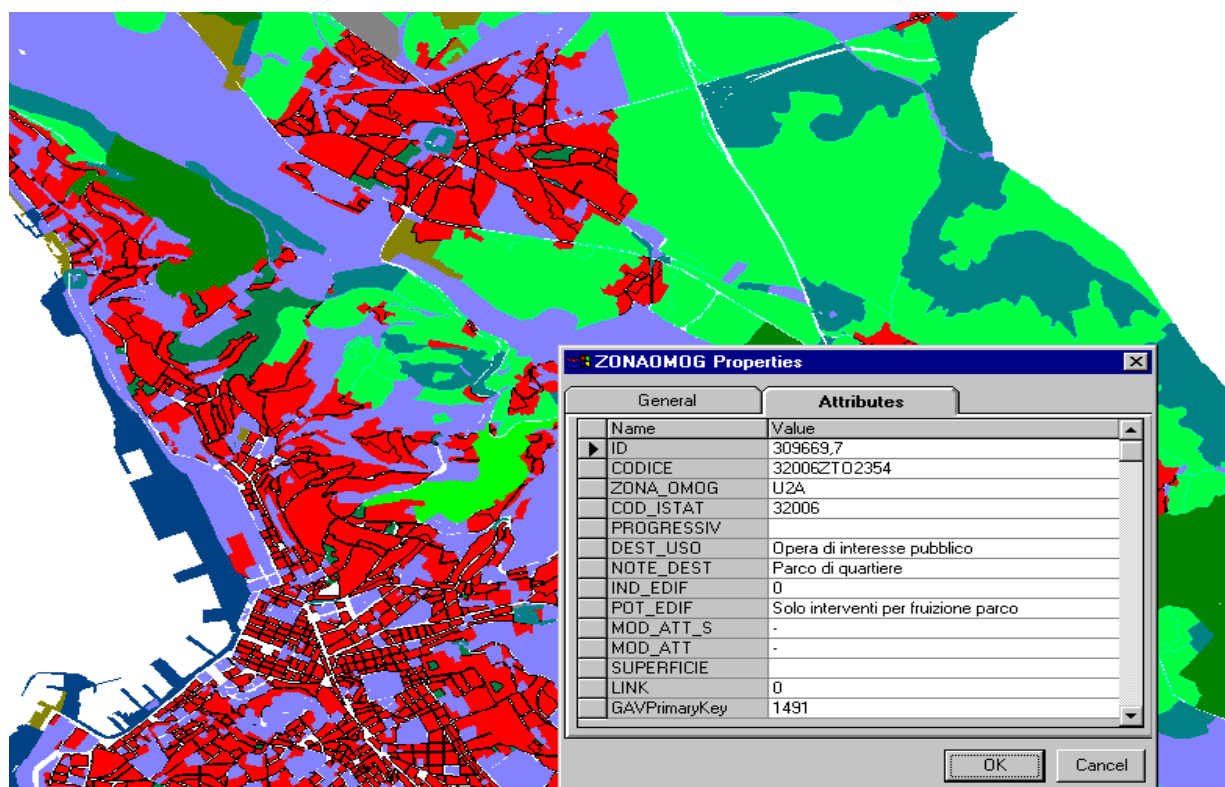 ZONAOMOG Properties
General Attributes
Name Value
ID 309669,7
CODICE 32006ZTO2354
ZONA_OMOG U2A
COD_ISTAT 32006
PROGRESSIV
DEST_USO Opera di interesse pubblico
NOTE_DEST Parco di quartiere
IND_EDIF 0
POT_EDIF Solo interventi per fruizione parco
MOD_ATT_S -
MOD_ATT -
SUPERFICIE
LINK 0
GAVPrimaryKey 1491
OK Cancel